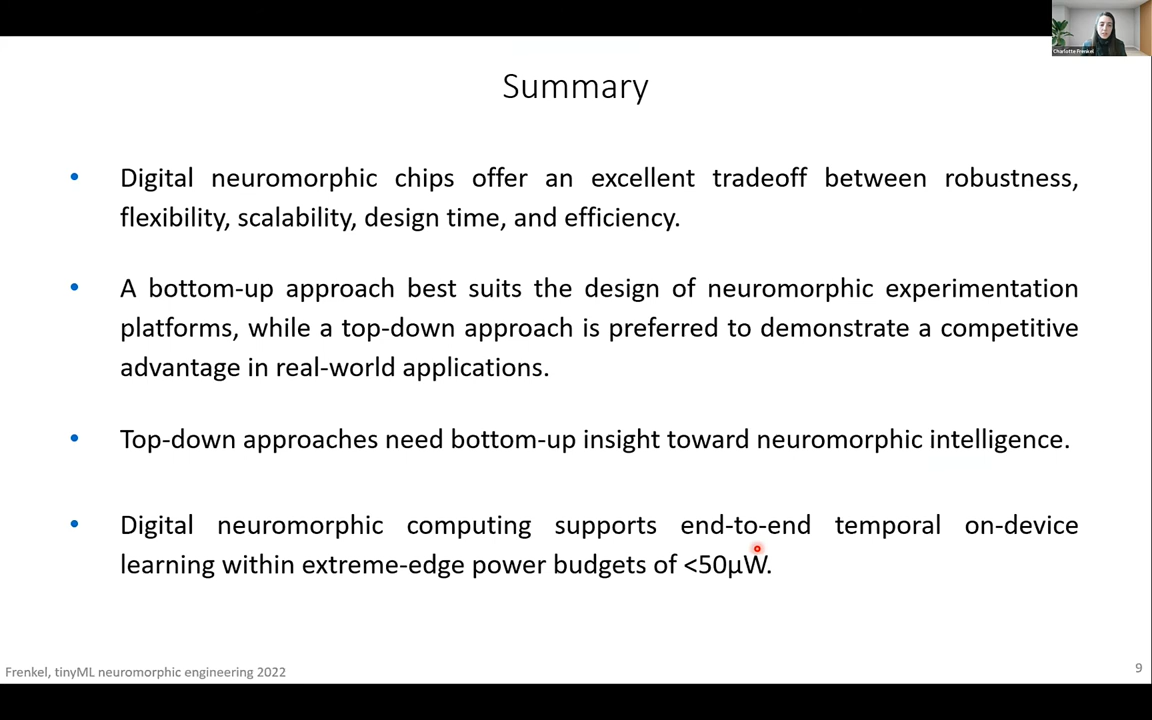 Charlotte Frenkel
Summary
• Digital neuromorphic chips offer an excellent tradeoff between robustness,
flexibility, scalability, design time, and efficiency.
• A bottom-up approach best suits the design of neuromorphic experimentation
platforms, while a top-down approach is preferred to demonstrate a competitive
advantage in real-world applications.
• Top-down approaches need bottom-up insight toward neuromorphic intelligence.
• Digital neuromorphic computing supports end-to-end temporal on-device
learning within extreme-edge power budgets of <50µW.
Frenkel, tinyML neuromorphic engineering 2022
9